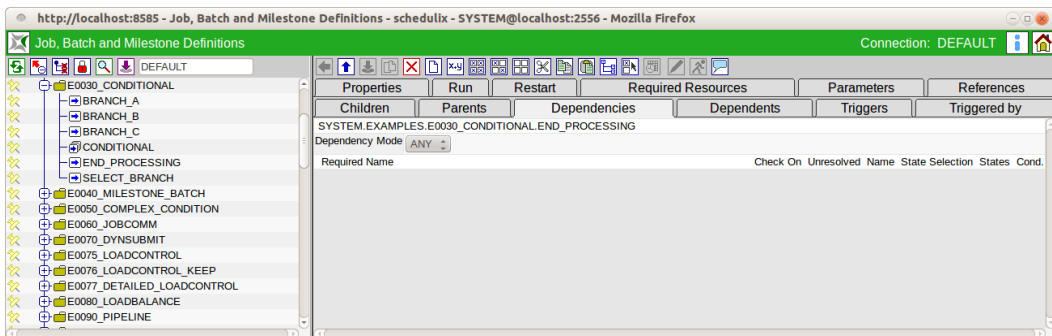 http://localhost:8585 - Job, Batch and Milestone Definitions - schedulix - SYSTEM@localhost:2556 - Mozilla Firefox
Job, Batch and Milestone Definitions
Connection: DEFAULT
DEFAULT
E0030_CONDITIONAL
BRANCH_A
BRANCH_B
BRANCH_C
CONDITIONAL
END_PROCESSING
SELECT_BRANCH
E0040_MILESTONE_BATCH
E0050_COMPLEX_CONDITION
E0060_JOBCOMM
E0070_DYNSUBMIT
E0075_LOADCONTROL
E0076_LOADCONTROL_KEEP
E0077_DETAILED_LOADCONTROL
E0080_LOADBALANCE
E0090_PIPELINE
Properties Run Restart Required Resources Parameters References
Children Parents Dependencies Dependents Triggers Triggered by
SYSTEM.EXAMPLES.E0030_CONDITIONAL.END_PROCESSING
Dependency Mode ANY
Required Name Check On Unresolved Name State Selection States Cond.